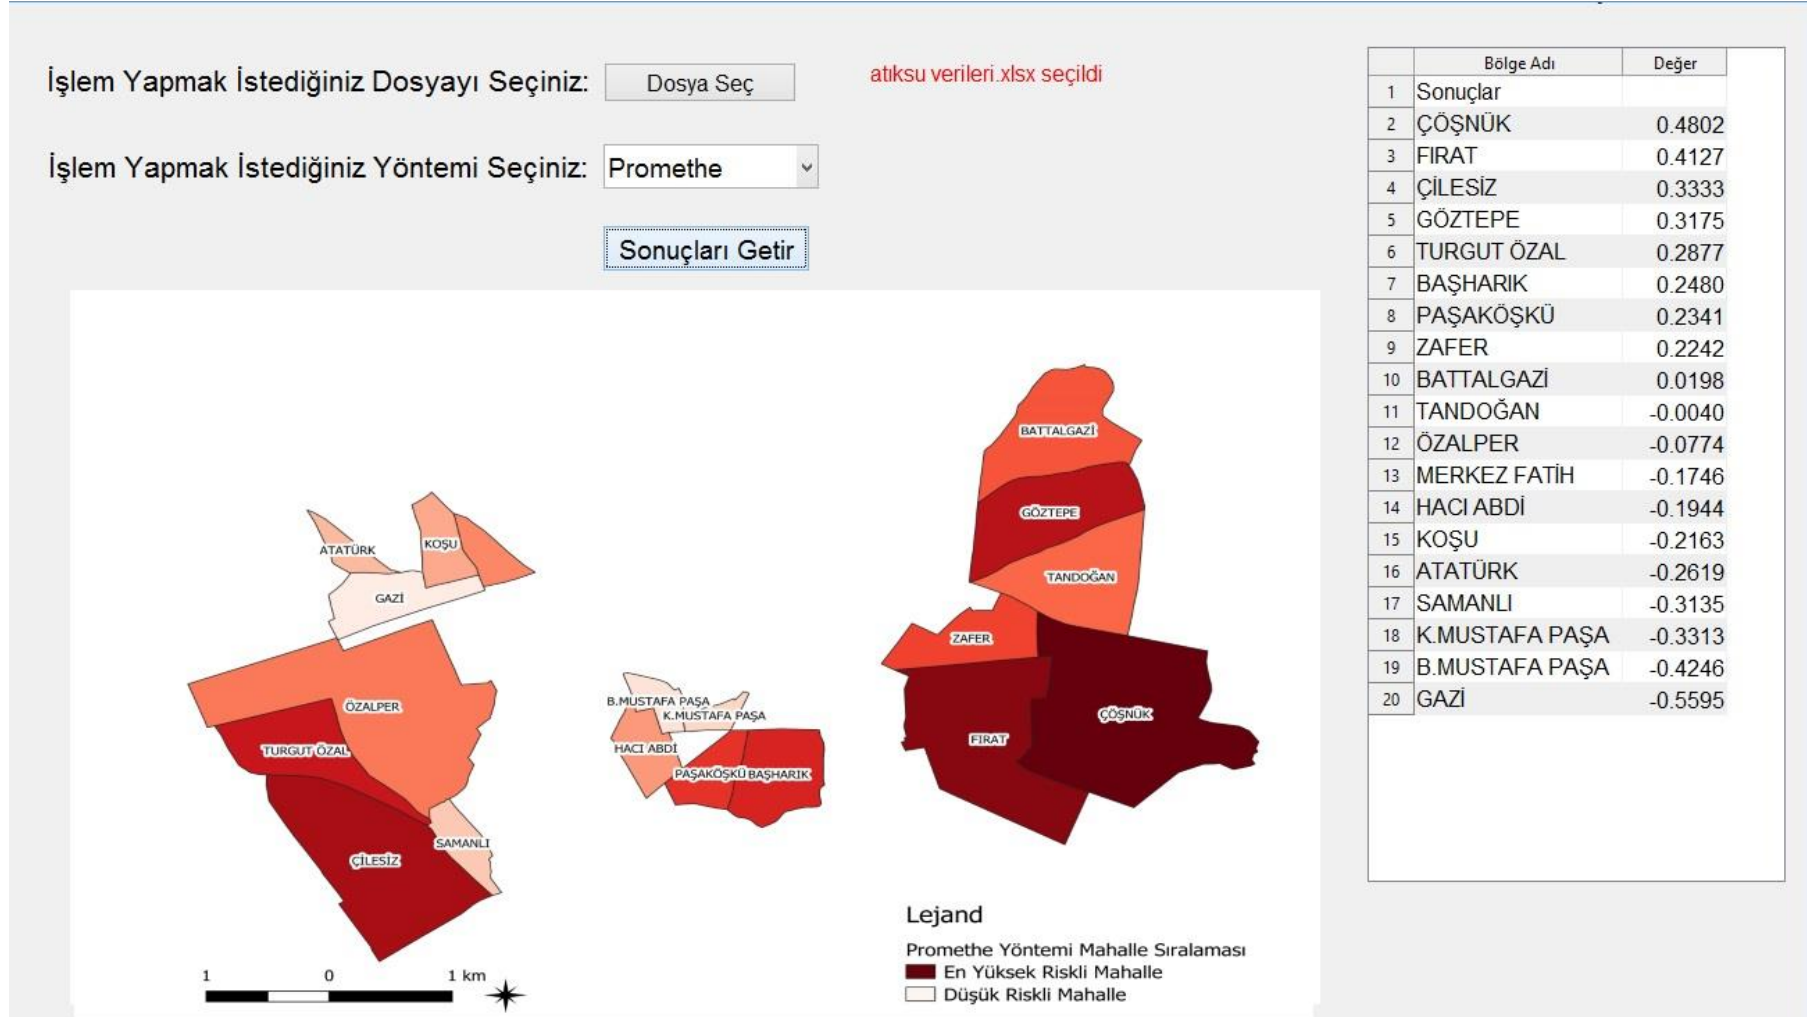 İşlem Yapmak İstediğiniz Dosyayı Seçiniz:
Dosya Seç
atıksu verileri.xlsx seçildi
İşlem Yapmak İstediğiniz Yöntemi Seçiniz:
Promethe
Sonuçları Getir
BATTALGAZİ
GÖZTEPE
TANDOĞAN
ATATÜRK
KOŞU
GAZİ
ZAFER
ÖZALPER
B.MUSTAFA PAŞA
K.MUSTAFA PAŞA
ÇÖŞNÜK
FIRAT
TURGUT ÖZAL
HACI ABDİ
PAŞAKÖŞKÜ
BAŞHARIK
SAMANLI
ÇİLESİZ
1 0 1 km
Lejand
Promethe Yöntemi Mahalle Sıralaması
En Yüksek Riskli Mahalle
Düşük Riskli Mahalle
Bölge Adı Değer
1 Sonuçlar
2 ÇÖŞNÜK 0.4802
3 FIRAT 0.4127
4 ÇİLESİZ 0.3333
5 GÖZTEPE 0.3175
6 TURGUT ÖZAL 0.2877
7 BAŞHARIK 0.2480
8 PAŞAKÖŞKÜ 0.2341
9 ZAFER 0.2242
10 BATTALGAZİ 0.0198
11 TANDOĞAN -0.0040
12 ÖZALPER -0.0774
13 MERKEZ FATİH -0.1746
14 HACI ABDİ -0.1944
15 KOŞU -0.2163
16 ATATÜRK -0.2619
17 SAMANLI -0.3135
18 K.MUSTAFA PAŞA -0.3313
19 B.MUSTAFA PAŞA -0.4246
20 GAZİ -0.5595